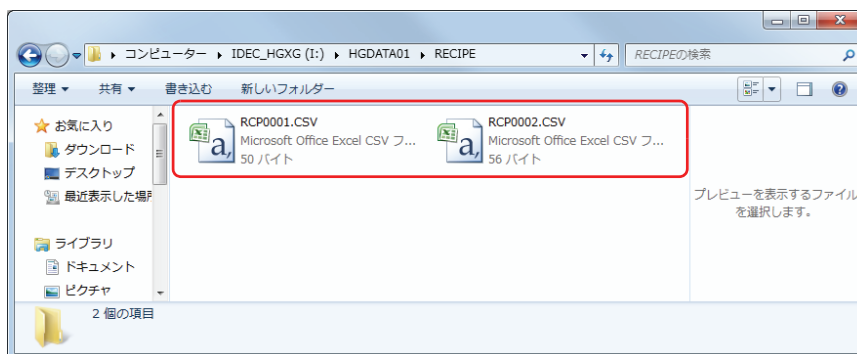 コンピューター ▸ IDEC_HGXG (I:) ▸ HGDATA01 ▸ RECIPE
RECIPEの検索
整理 ▼ 共有 ▼ 書き込む 新しいフォルダー
お気に入り
ダウンロード
デスクトップ
最近表示した場所
ライブラリ
ドキュメント
ピクチャ
RCP0001.CSV
Microsoft Office Excel CSV フ...
50 バイト
RCP0002.CSV
Microsoft Office Excel CSV フ...
56 バイト
プレビューを表示するファイル
を選択します。
2 個の項目